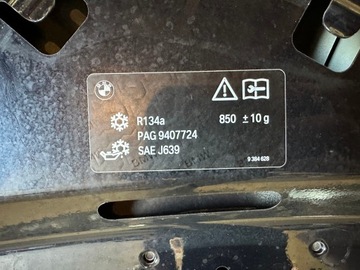 R134a 850 ± 10 g
PAG 9407724
SAE J639
9 384 628